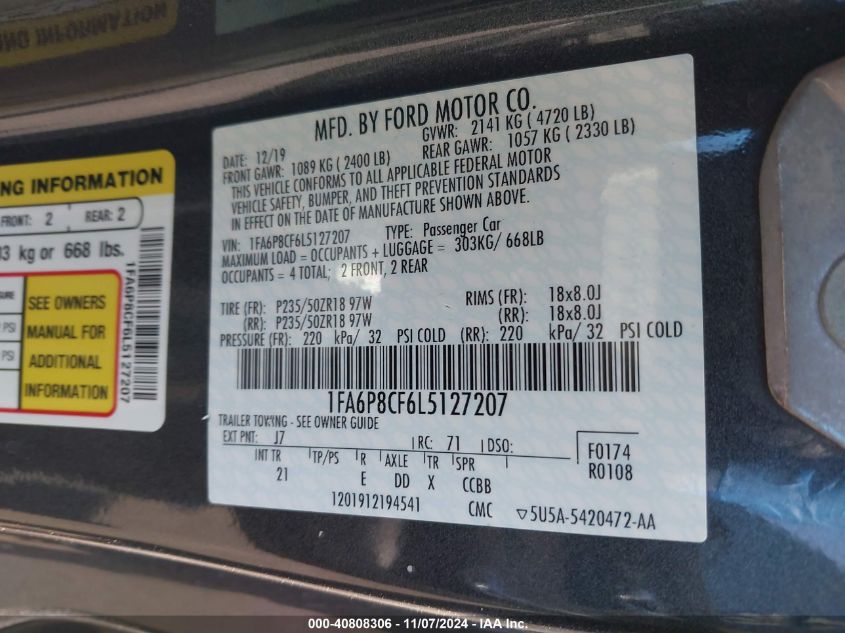 NG INFORMATION
FRONT: 2 REAR: 2
03 kg or 668 lbs.
SURE
PSI
PSI
SEE OWNERS
MANUAL FOR
ADDITIONAL
INFORMATION
1FA6P8CF6L5127207
MFD. BY FORD MOTOR CO.
DATE: 12/19 GVWR: 2141 KG ( 4720 LB)
FRONT GAWR: 1089 KG ( 2400 LB) REAR GAWR: 1057 KG ( 2330 LB)
THIS VEHICLE CONFORMS TO ALL APPLICABLE FEDERAL MOTOR
VEHICLE SAFETY, BUMPER, AND THEFT PREVENTION STANDARDS
IN EFFECT ON THE DATE OF MANUFACTURE SHOWN ABOVE.
VIN: 1FA6P8CF6L5127207 TYPE: Passenger Car
MAXIMUM LOAD = OCCUPANTS + LUGGAGE = 303KG/ 668LB
OCCUPANTS = 4 TOTAL; 2 FRONT, 2 REAR
TIRE (FR): P235/50ZR18 97W RIMS (FR): 18x8.0J
(RR): P235/50ZR18 97W (RR): 18x8.0J
PRESSURE (FR): 220 kPa/ 32 PSI COLD (RR): 220 kPa/ 32 PSI COLD
1FA6P8CF6L5127207
TRAILER TOWING - SEE OWNER GUIDE
EXT PNT: J7 RC: 71 DSO: F0174
INT TR TP/PS R AXLE TR SPR R0108
21 E DD X CCBB
1201912194541 CMC ▽5U5A-5420472-AA
000-40808306 - 11/07/2024 - IAA Inc.